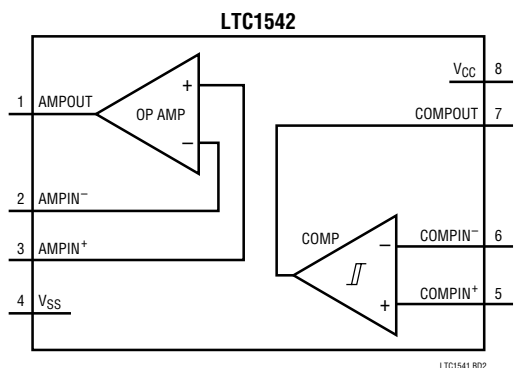 LTC1542
1 AMPOUT
OP AMP
+
−
2 AMPIN−
3 AMPIN+
4 VSS
VCC 8
COMPOUT 7
COMP
−
+
COMPIN− 6
COMPIN+ 5
LTC1541 BD2